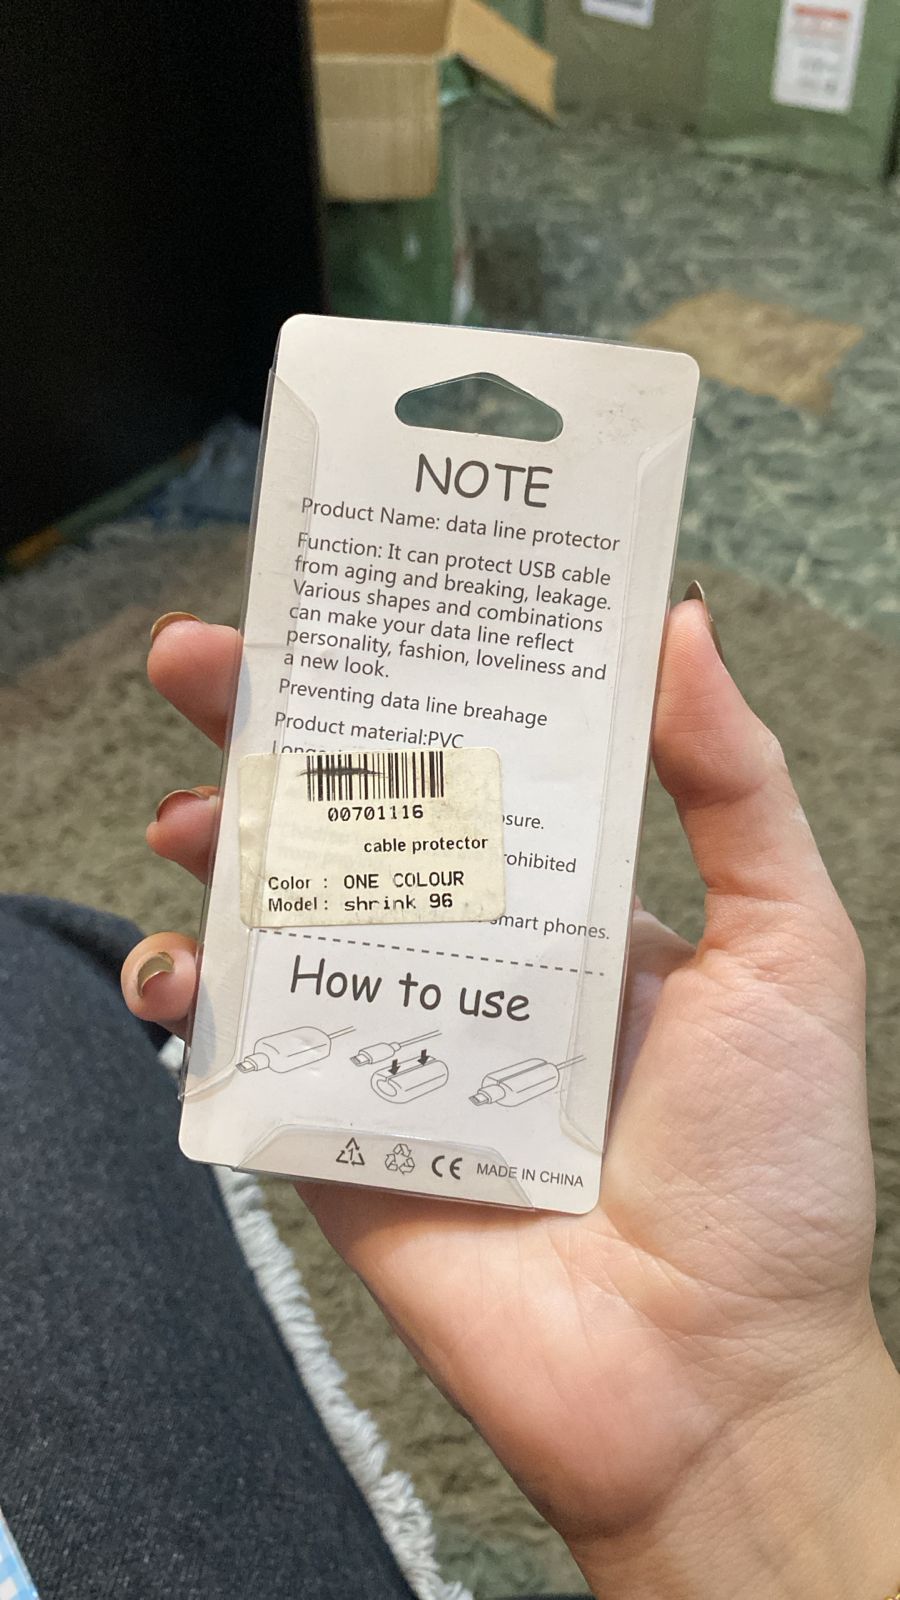 NOTE
Product Name: data line protector
Function: It can protect USB cable
from aging and breaking, leakage.
Various shapes and combinations
can make your data line reflect
personality, fashion, loveliness and
a new look.
Preventing data line breahage
Product material:PVC
00701116
cable protector
Color : ONE COLOUR
Model: shrink 96
smart phones.
How to use
1
CE MADE IN CHINA